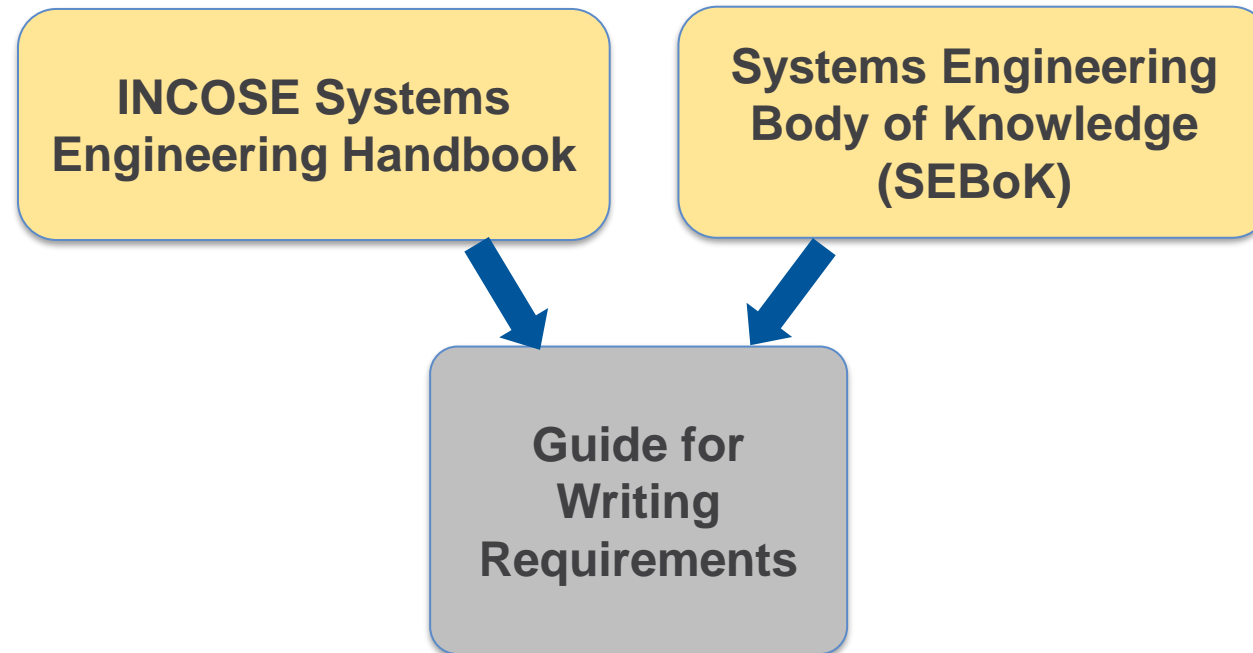 INCOSE Systems
Engineering Handbook
Systems Engineering
Body of Knowledge
(SEBoK)
Guide for
Writing
Requirements